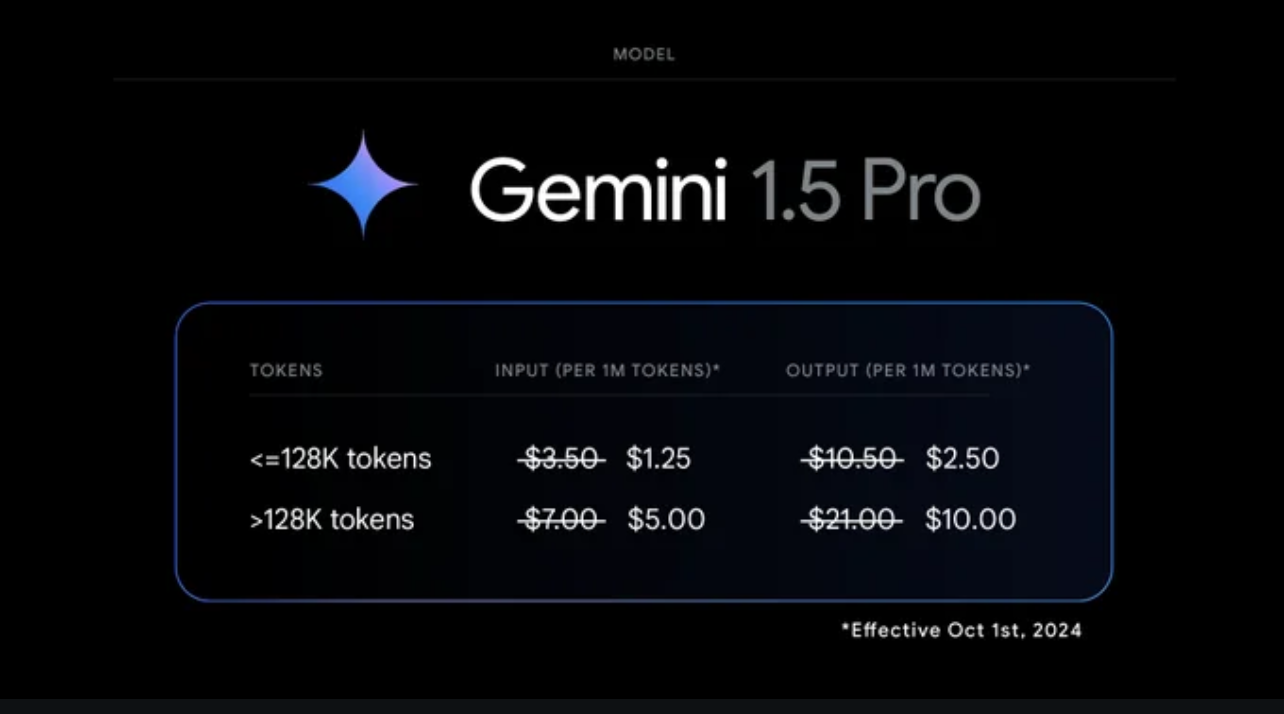 MODEL
Gemini 1.5 Pro
TOKENS INPUT (PER 1M TOKENS)* OUTPUT (PER 1M TOKENS)*
<=128K tokens $3.50 $1.25 $10.50 $2.50
>128K tokens $7.00 $5.00 $21.00 $10.00
*Effective Oct 1st, 2024